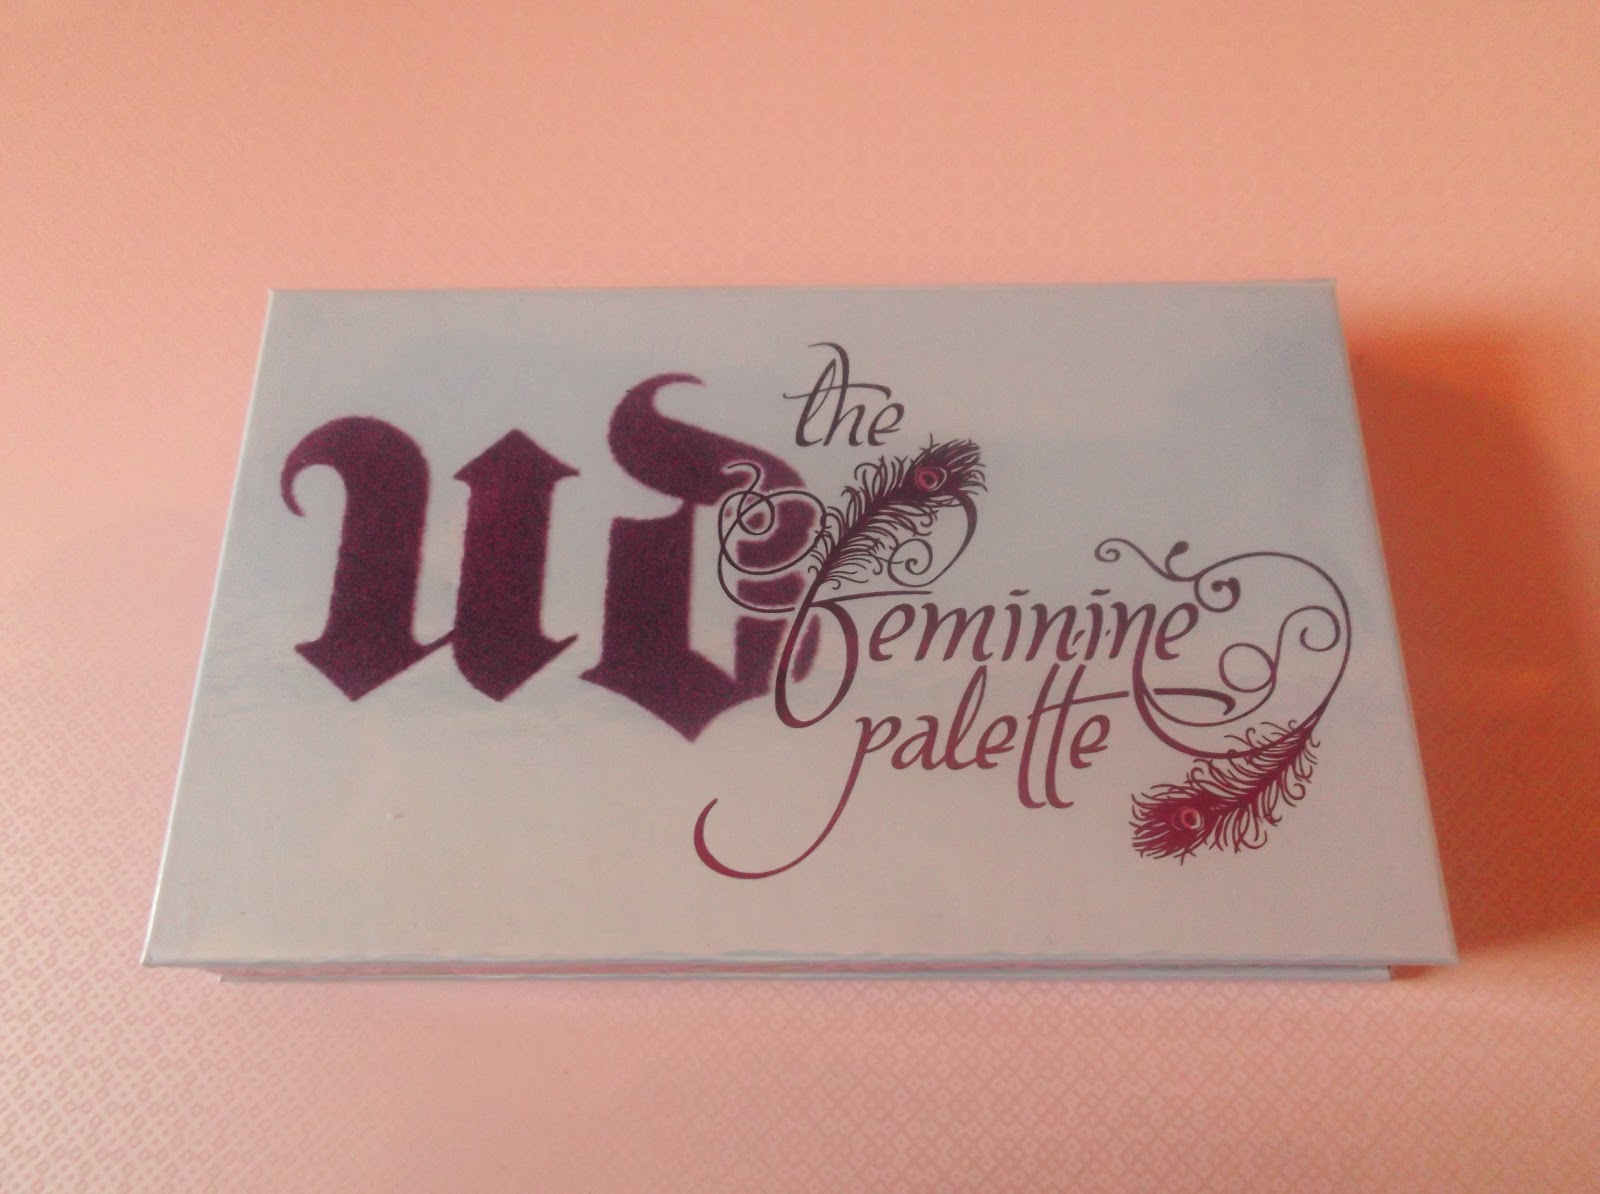 UD
the
feminine
palette